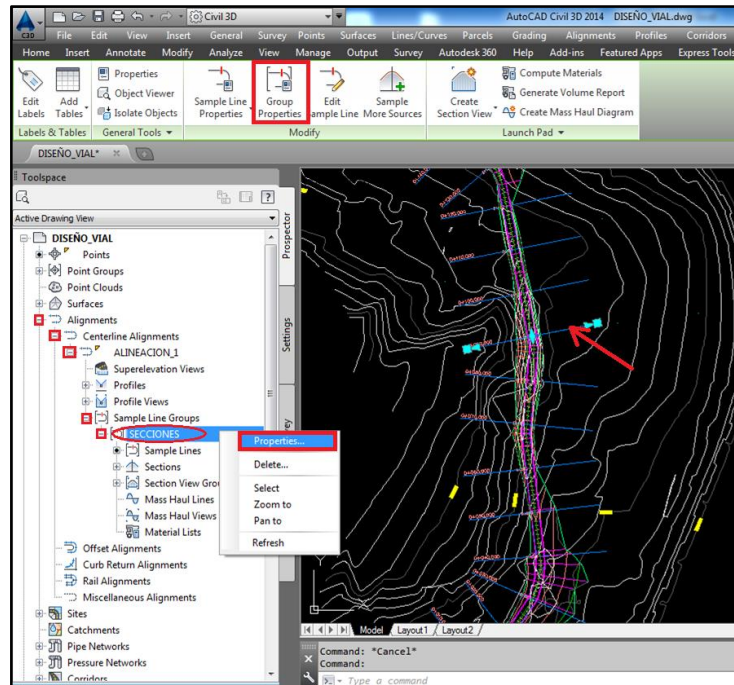 Civil 3D
AutoCAD Civil 3D 2014 DISEÑO_VIAL.dwg
C3D
File Edit View Insert General Survey Points Surfaces Lines/Curves Parcels Grading Alignments Profiles Corridors
Home Insert Annotate Modify Analyze View Manage Output Survey Autodesk 360 Help Add-ins Featured Apps Express Tools
Edit Labels
Add Tables
Properties
Object Viewer
Isolate Objects
Sample Line Properties
Group Properties
Edit Sample Line
Sample More Sources
Create Section View
Compute Materials
Generate Volume Report
Create Mass Haul Diagram
Labels & Tables General Tools Modify Launch Pad
DISEÑO_VIAL*
Toolspace
Active Drawing View
Prospector
Settings
DISEÑO_VIAL
Points
Point Groups
Point Clouds
Surfaces
Alignments
Centerline Alignments
ALINEACION_1
Superelevation Views
Profiles
Profile Views
Sample Line Groups
SECCIONES
Sample Lines
Sections
Section View Grou
Mass Haul Lines
Mass Haul Views
Material Lists
Offset Alignments
Curb Return Alignments
Rail Alignments
Miscellaneous Alignments
Sites
Catchments
Pipe Networks
Pressure Networks
Corridors
Properties...
Delete...
Select
Zoom to
Pan to
Refresh
Model Layout1 Layout2
Command: *Cancel*
Command:
Type a command